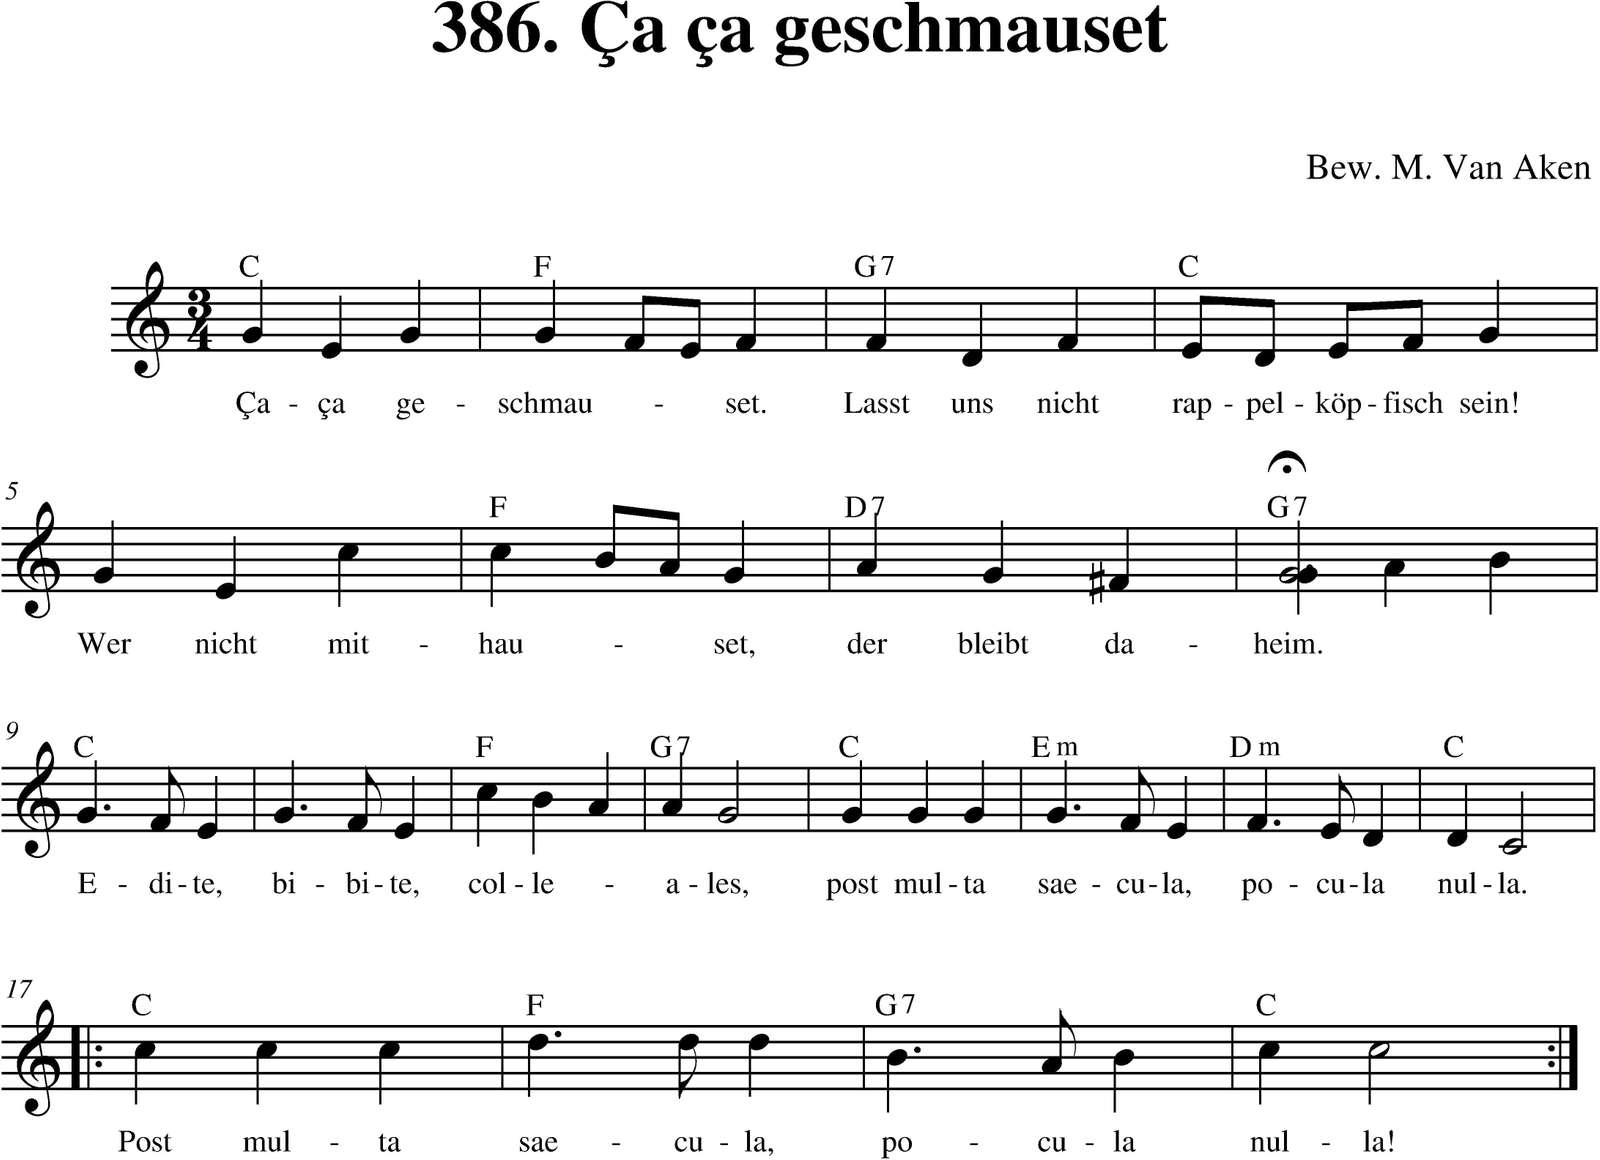 386. Ça ça geschmauset
Bew. M. Van Aken
C F G7 C
3
4
Ça - ça ge - schmau - set. Lasst uns nicht rap - pel - köp - fisch sein!
5
F D7 G7
Wer nicht mit - hau - set, der bleibt da - heim.
9
C F G7 C Em Dm C
E - di - te, bi - bi - te, col - le - a - les, post mul - ta sae - cu - la, po - cu - la nul - la.
17
C F G7 C
Post mul - ta sae - cu - la, po - cu - la nul - la!